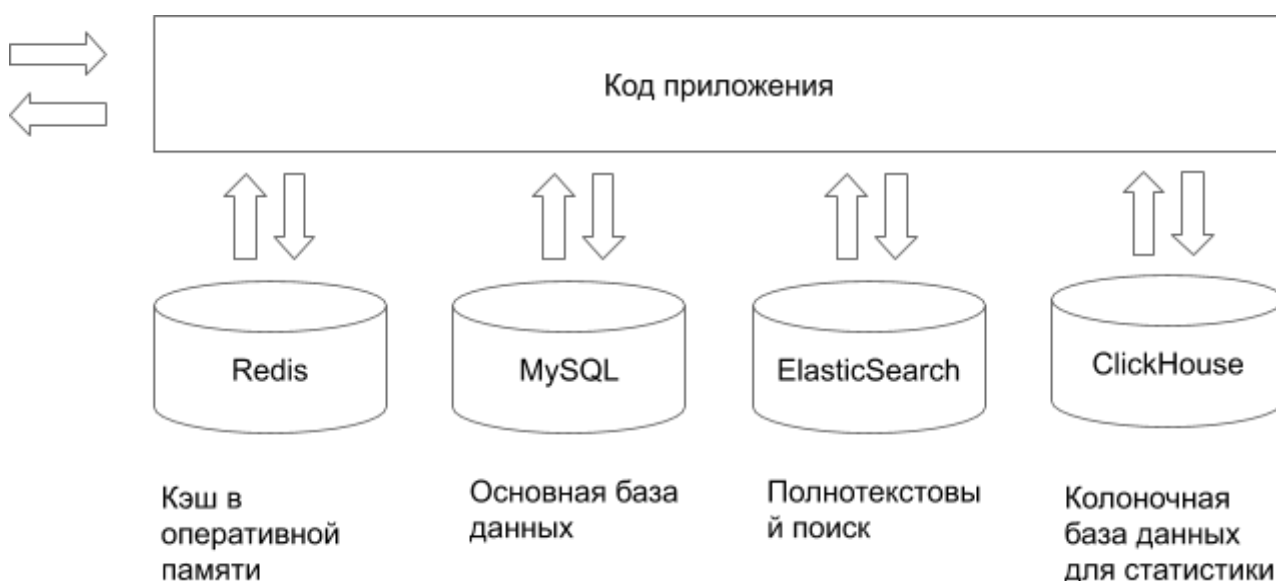 Код приложения
Redis
MySQL
ElasticSearch
ClickHouse
Кэш в
оперативной
памяти
Основная база
данных
Полнотекстовы
й поиск
Колоночная
база данных
для статистики